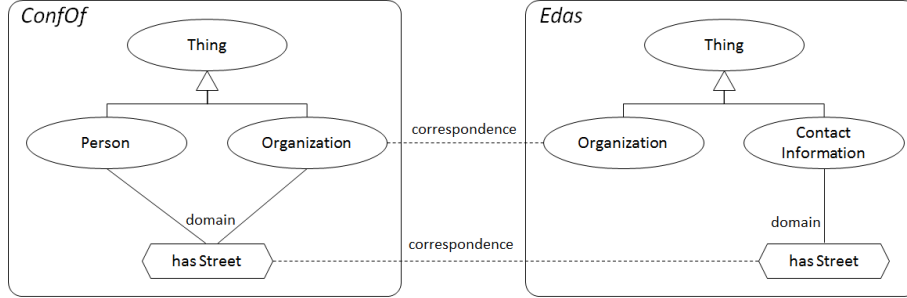 ConfOf
Edas
Thing
Thing
Person
Organization
correspondence
Organization
Contact
Information
domain
domain
has Street
correspondence
has Street